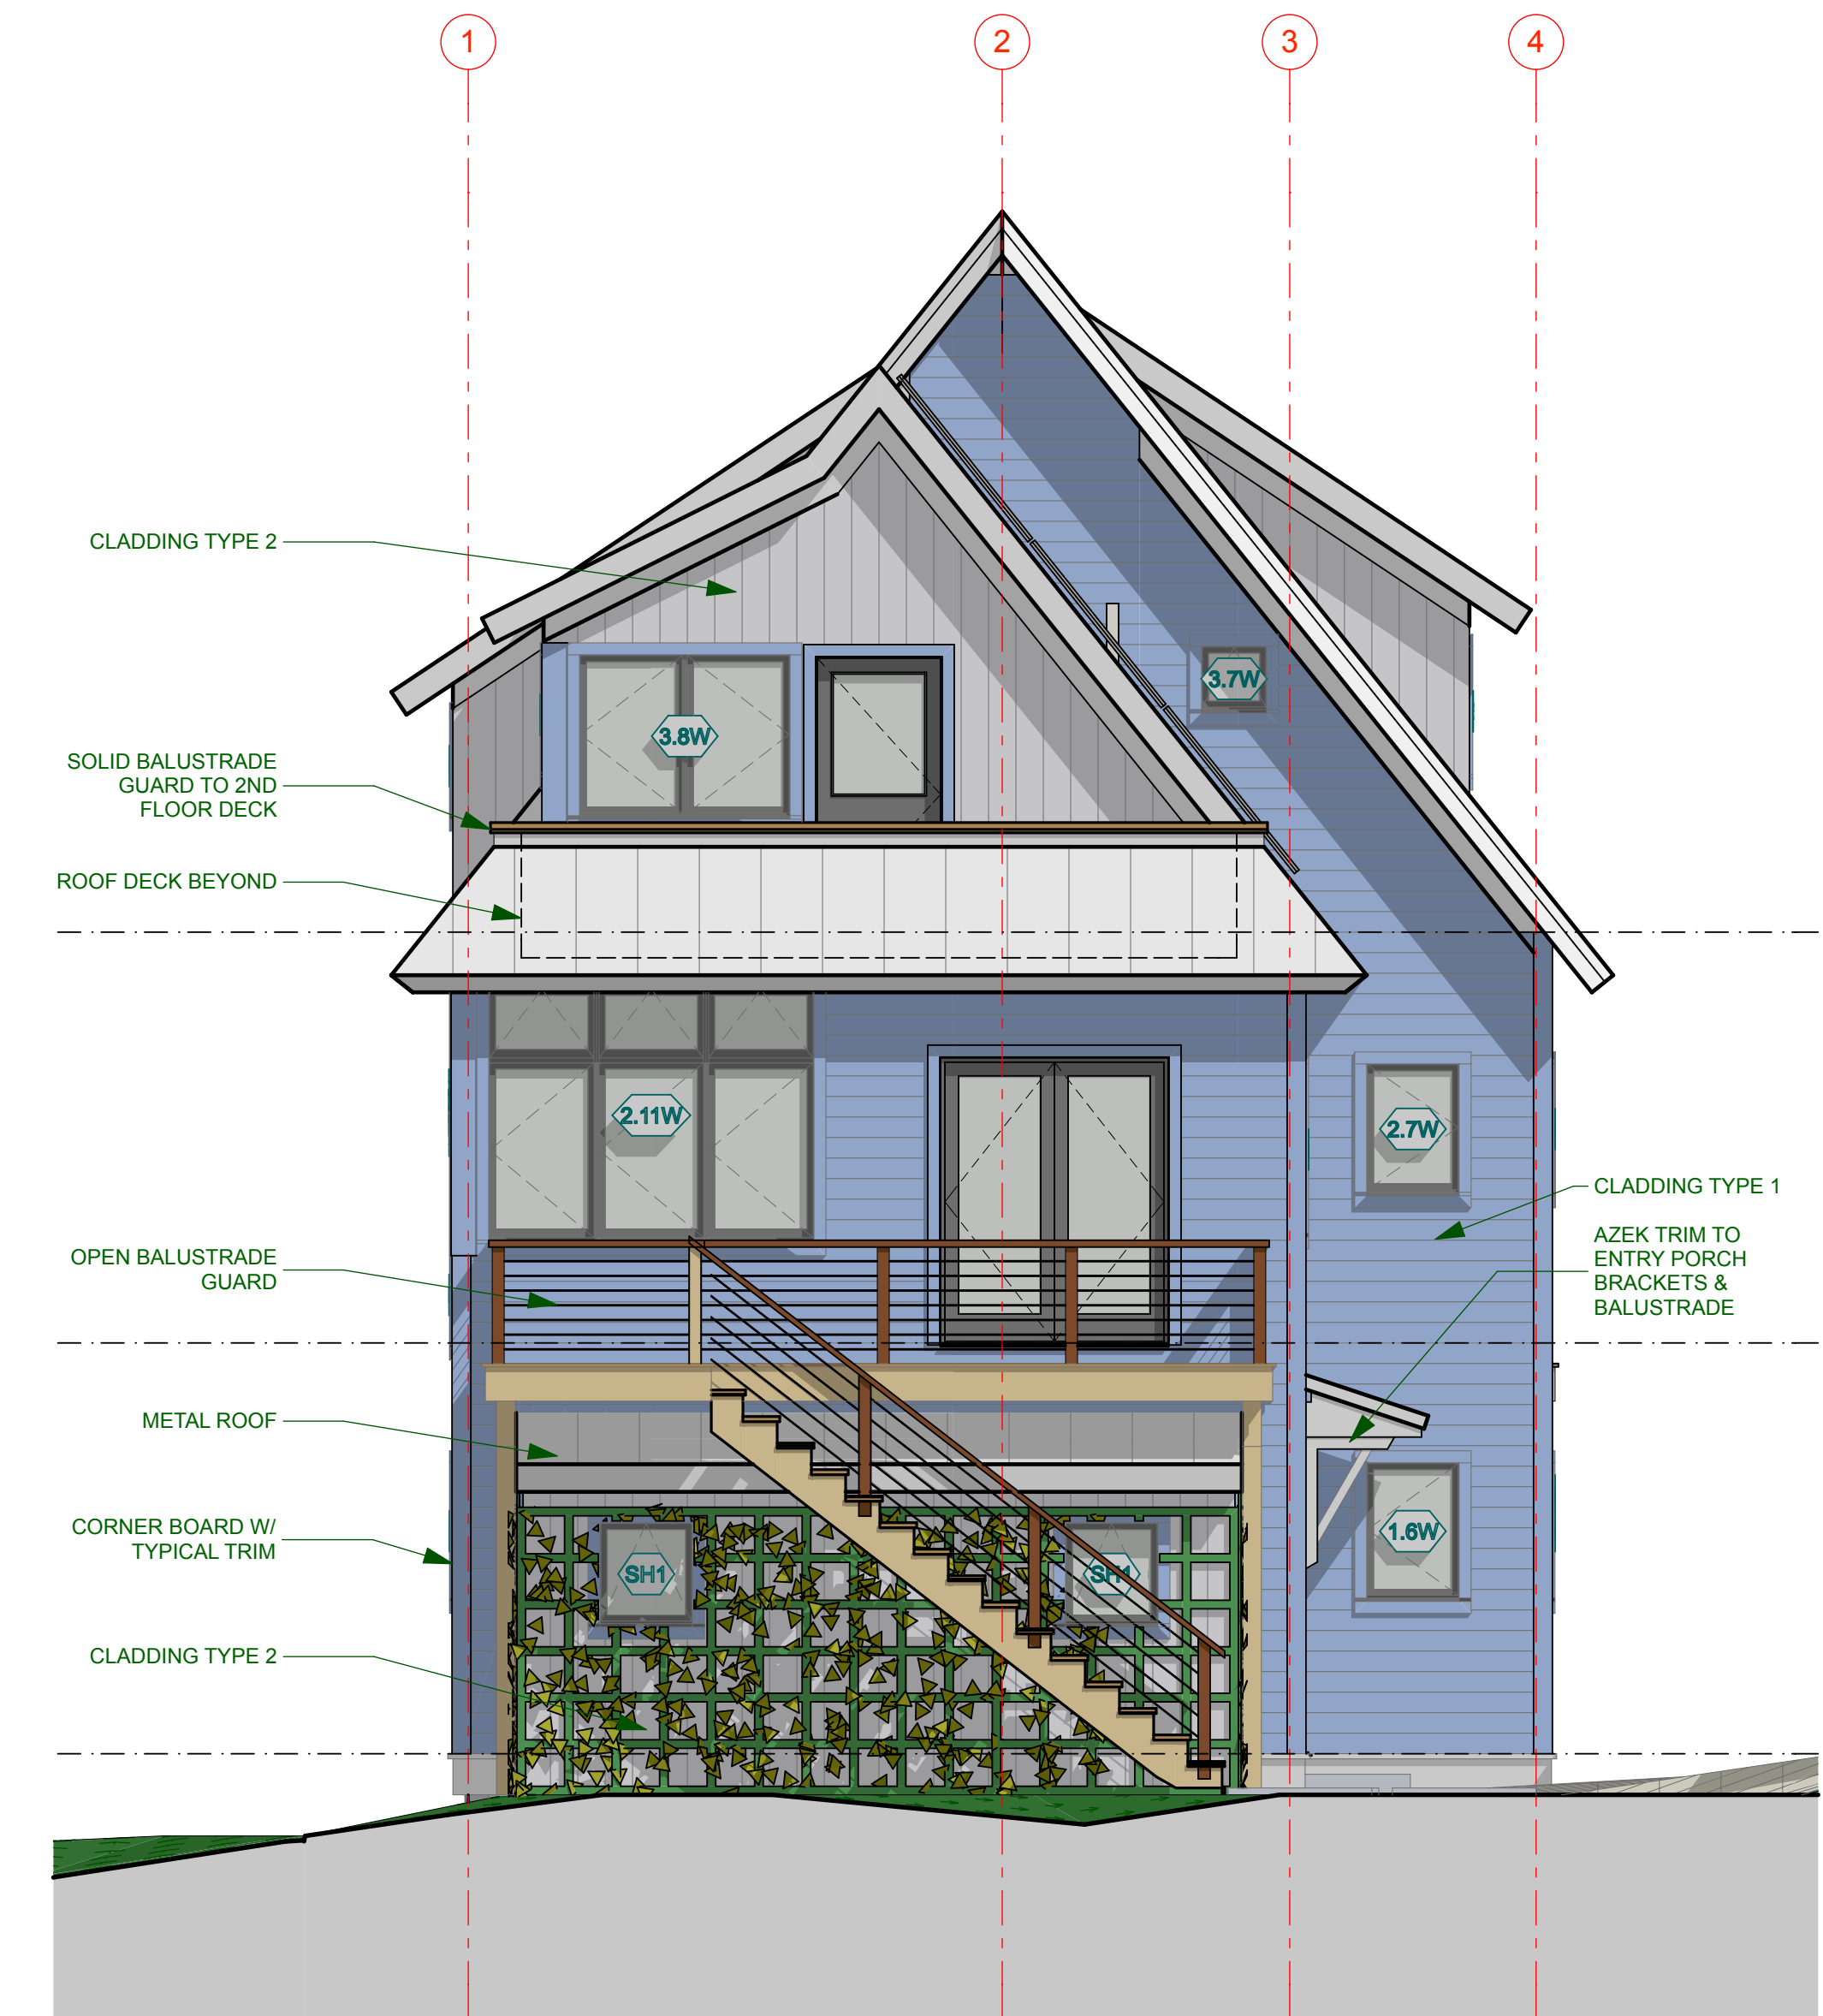 1
2
3
4
CLADDING TYPE 2
3.7W
3.8W
SOLID BALUSTRADE
GUARD TO 2ND
FLOOR DECK
ROOF DECK BEYOND
2.11W
2.7W
CLADDING TYPE 1
AZEK TRIM TO
ENTRY PORCH
BRACKETS &
BALUSTRADE
OPEN BALUSTRADE
GUARD
METAL ROOF
CORNER BOARD W/
TYPICAL TRIM
1.6W
SH1
SH1
CLADDING TYPE 2